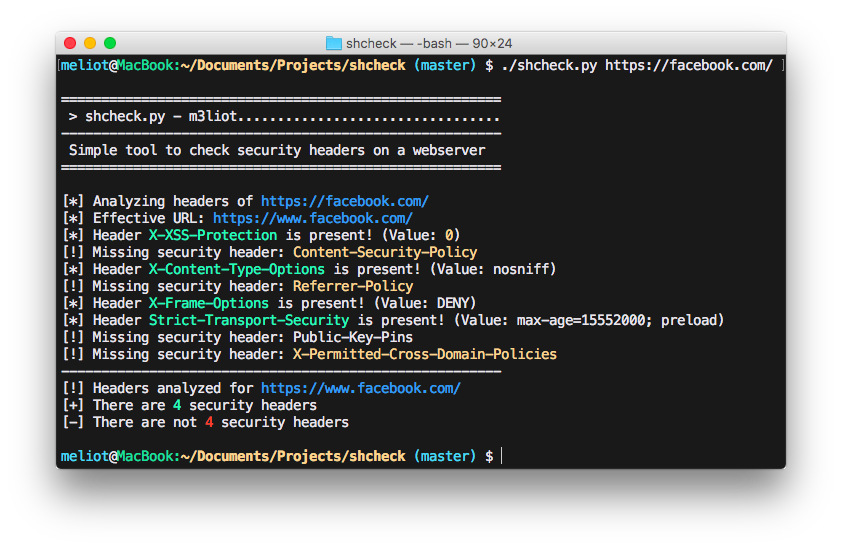 shcheck — -bash — 90×24
[meliot@MacBook:~/Documents/Projects/shcheck (master) $ ./shcheck.py https://facebook.com/ ]
======================================================
> shcheck.py - m3liot.................................
------------------------------------------------------
Simple tool to check security headers on a webserver
======================================================
[*] Analyzing headers of https://facebook.com/
[*] Effective URL: https://www.facebook.com/
[*] Header X-XSS-Protection is present! (Value: 0)
[!] Missing security header: Content-Security-Policy
[*] Header X-Content-Type-Options is present! (Value: nosniff)
[!] Missing security header: Referrer-Policy
[*] Header X-Frame-Options is present! (Value: DENY)
[*] Header Strict-Transport-Security is present! (Value: max-age=15552000; preload)
[!] Missing security header: Public-Key-Pins
[!] Missing security header: X-Permitted-Cross-Domain-Policies
------------------------------------------------------
[!] Headers analyzed for https://www.facebook.com/
[+] There are 4 security headers
[-] There are not 4 security headers
meliot@MacBook:~/Documents/Projects/shcheck (master) $